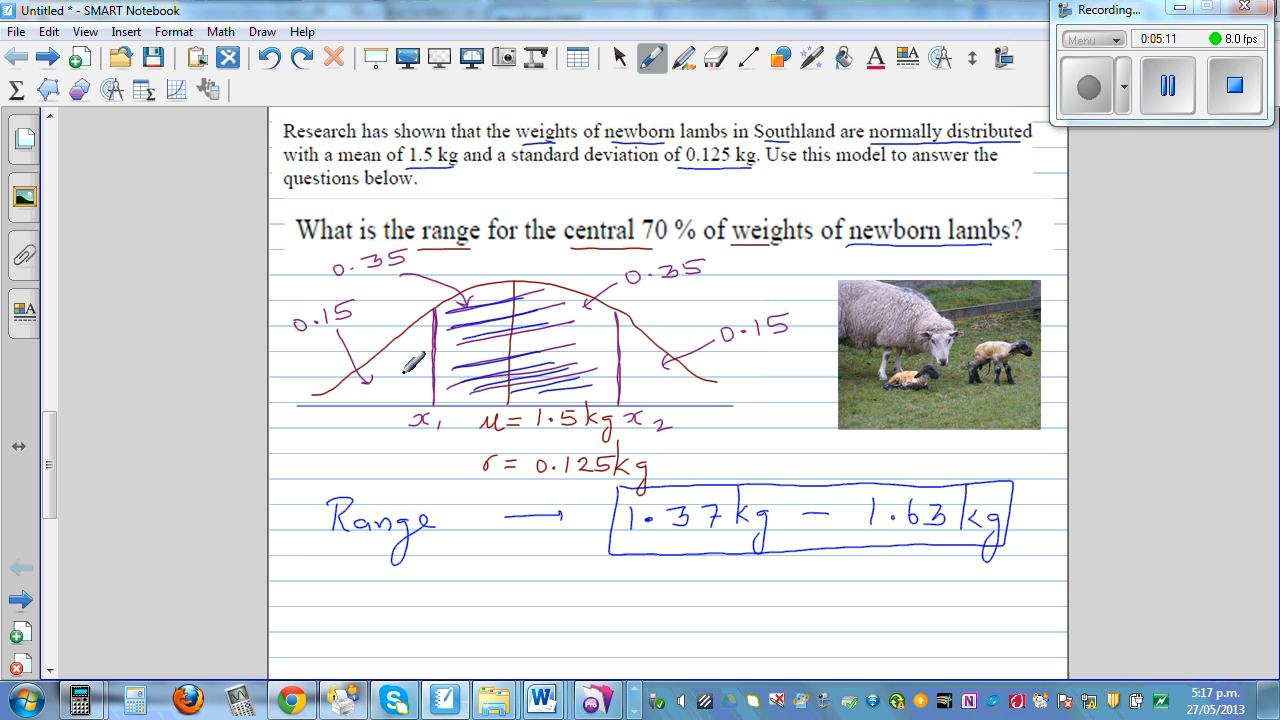 Untitled * - SMART Notebook
Recording...
File Edit View Insert Format Math Draw Help
Menu 0:05:11 8.0 fps
Research has shown that the weights of newborn lambs in Southland are normally distributed
with a mean of 1.5 kg and a standard deviation of 0.125 kg. Use this model to answer the
questions below.
What is the range for the central 70 % of weights of newborn lambs?
0.35 0.35
0.15 0.15
x₁ μ = 1.5 kg x₂
σ = 0.125 kg
Range → 1.37 kg – 1.63 kg
5:17 p.m.
27/05/2013